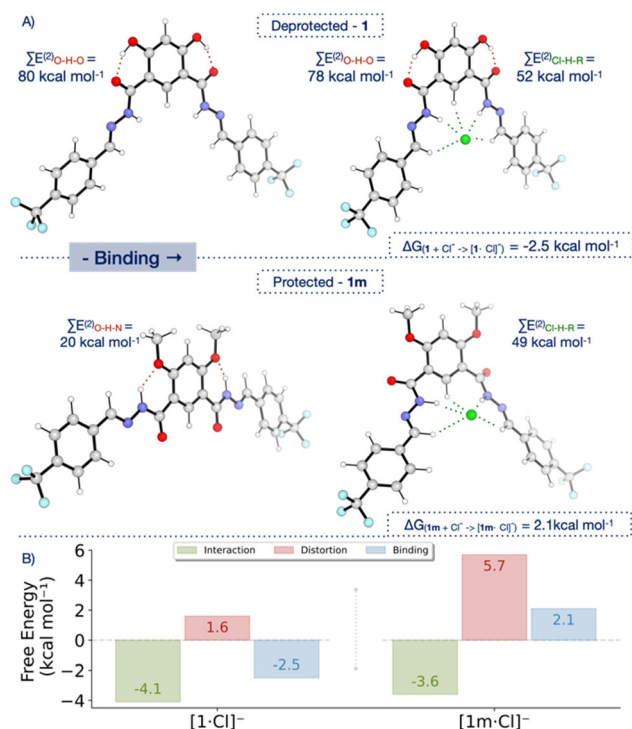 A)
Deprotected - 1
∑E⁽²⁾O-H-O =
80 kcal mol⁻¹
∑E⁽²⁾O-H-O =
78 kcal mol⁻¹
∑E⁽²⁾Cl-H-R =
52 kcal mol⁻¹
ΔG(1 + Cl⁻ -> [1· Cl]⁻) = -2.5 kcal mol⁻¹
- Binding →
Protected - 1m
∑E⁽²⁾O-H-N =
20 kcal mol⁻¹
∑E⁽²⁾Cl-H-R =
49 kcal mol⁻¹
ΔG(1m + Cl⁻ -> [1m· Cl]⁻) = 2.1kcal mol⁻¹
B)
Interaction Distortion Binding
Free Energy
(kcal mol⁻¹)
6
4
2
0
−2
−4
-4.1
1.6
-2.5
-3.6
5.7
2.1
[1·Cl]⁻
[1m·Cl]⁻